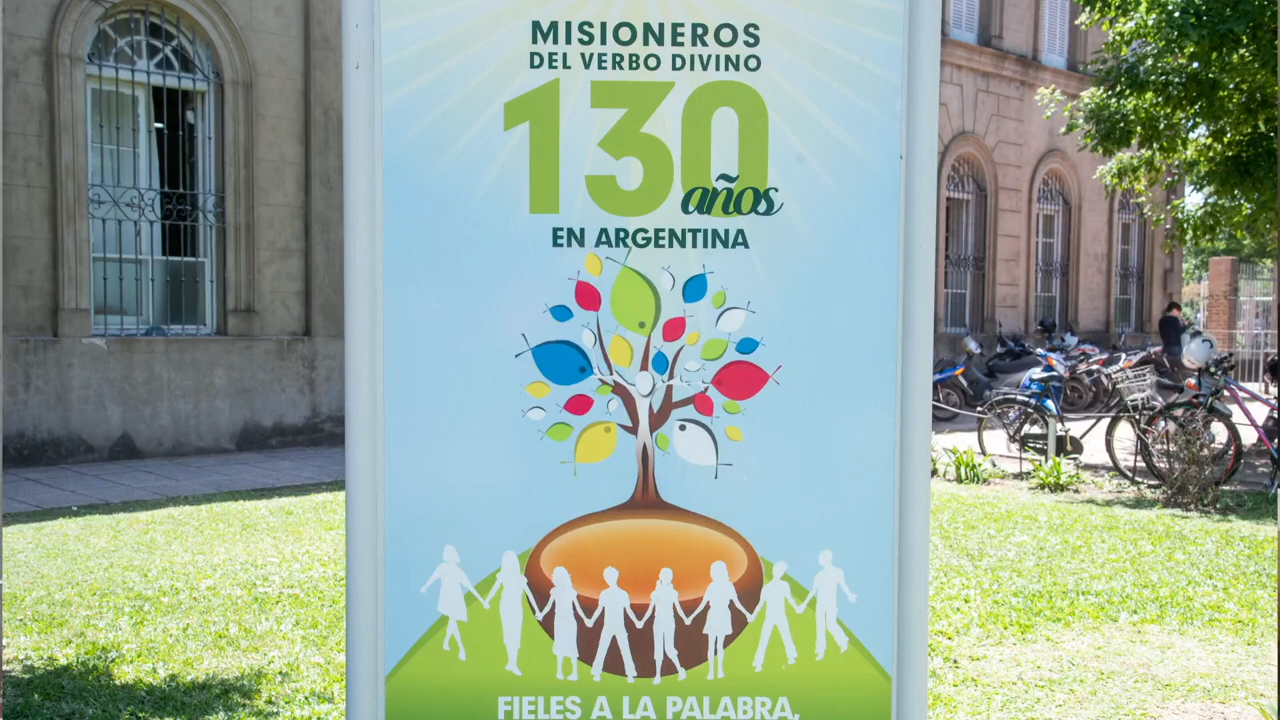 MISIONEROS
DEL VERBO DIVINO
130
años
EN ARGENTINA
FIELES A LA PALABRA,